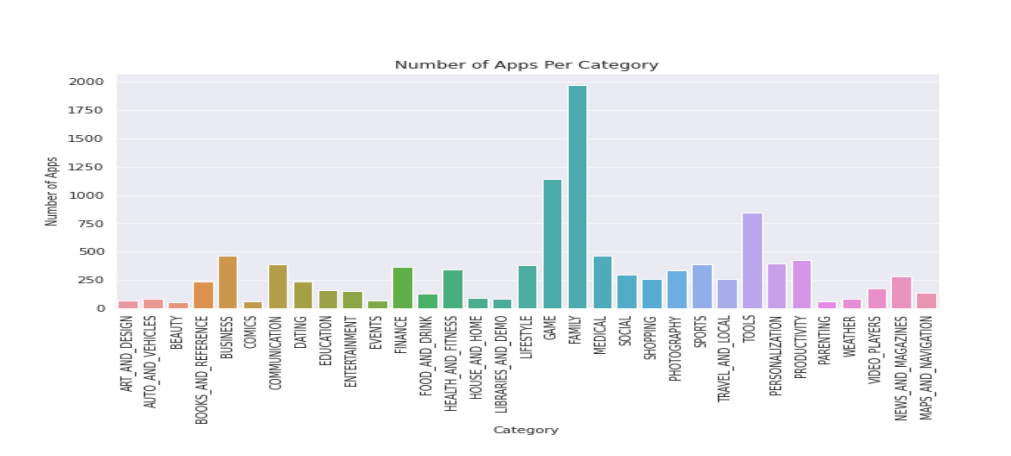 Number of Apps Per Category
2000
1750
1500
1250
1000
750
500
250
0
Number of Apps
ART_AND_DESIGN
AUTO_AND_VEHICLES
BEAUTY
BOOKS_AND_REFERENCE
BUSINESS
COMICS
COMMUNICATION
DATING
EDUCATION
ENTERTAINMENT
EVENTS
FINANCE
FOOD_AND_DRINK
HEALTH_AND_FITNESS
HOUSE_AND_HOME
LIBRARIES_AND_DEMO
LIFESTYLE
GAME
FAMILY
MEDICAL
SOCIAL
SHOPPING
PHOTOGRAPHY
SPORTS
TRAVEL_AND_LOCAL
TOOLS
PERSONALIZATION
PRODUCTIVITY
PARENTING
WEATHER
VIDEO_PLAYERS
NEWS_AND_MAGAZINES
MAPS_AND_NAVIGATION
Category